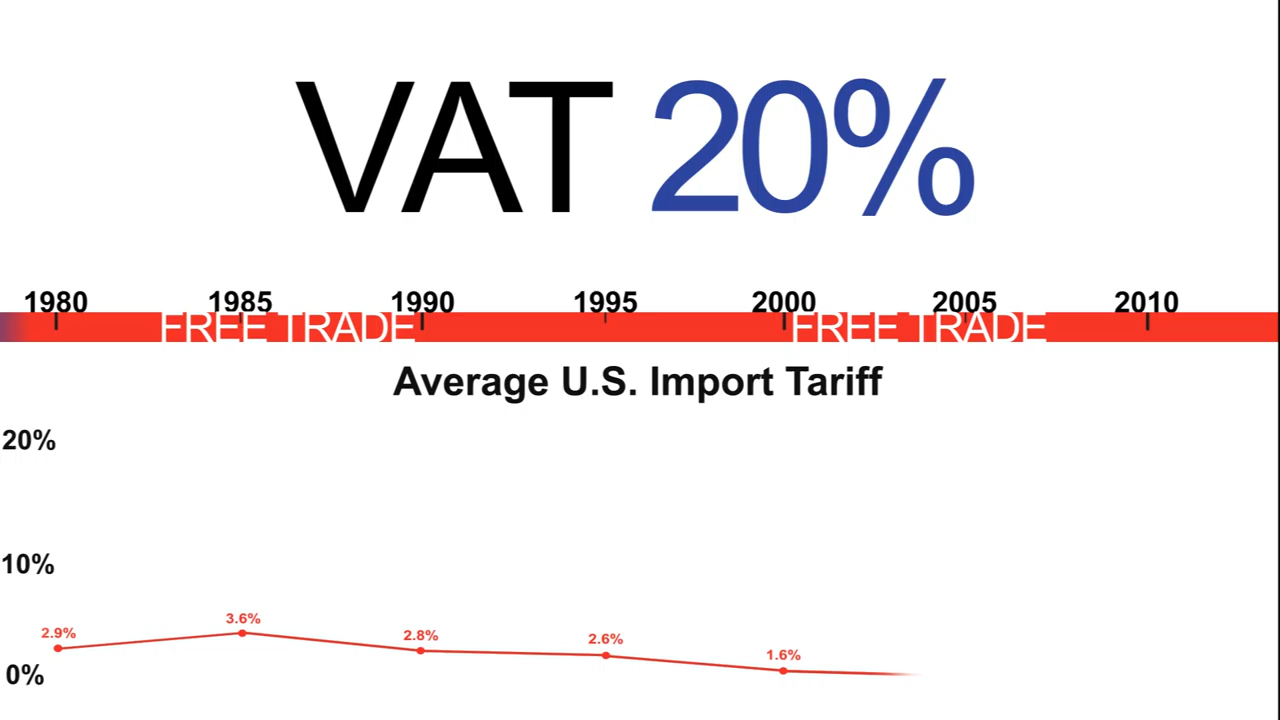 VAT 20%
1980 1985 1990 1995 2000 2005 2010
FREE TRADE FREE TRADE
Average U.S. Import Tariff
20%
10%
2.9% 3.6% 2.8% 2.6% 1.6%
0%